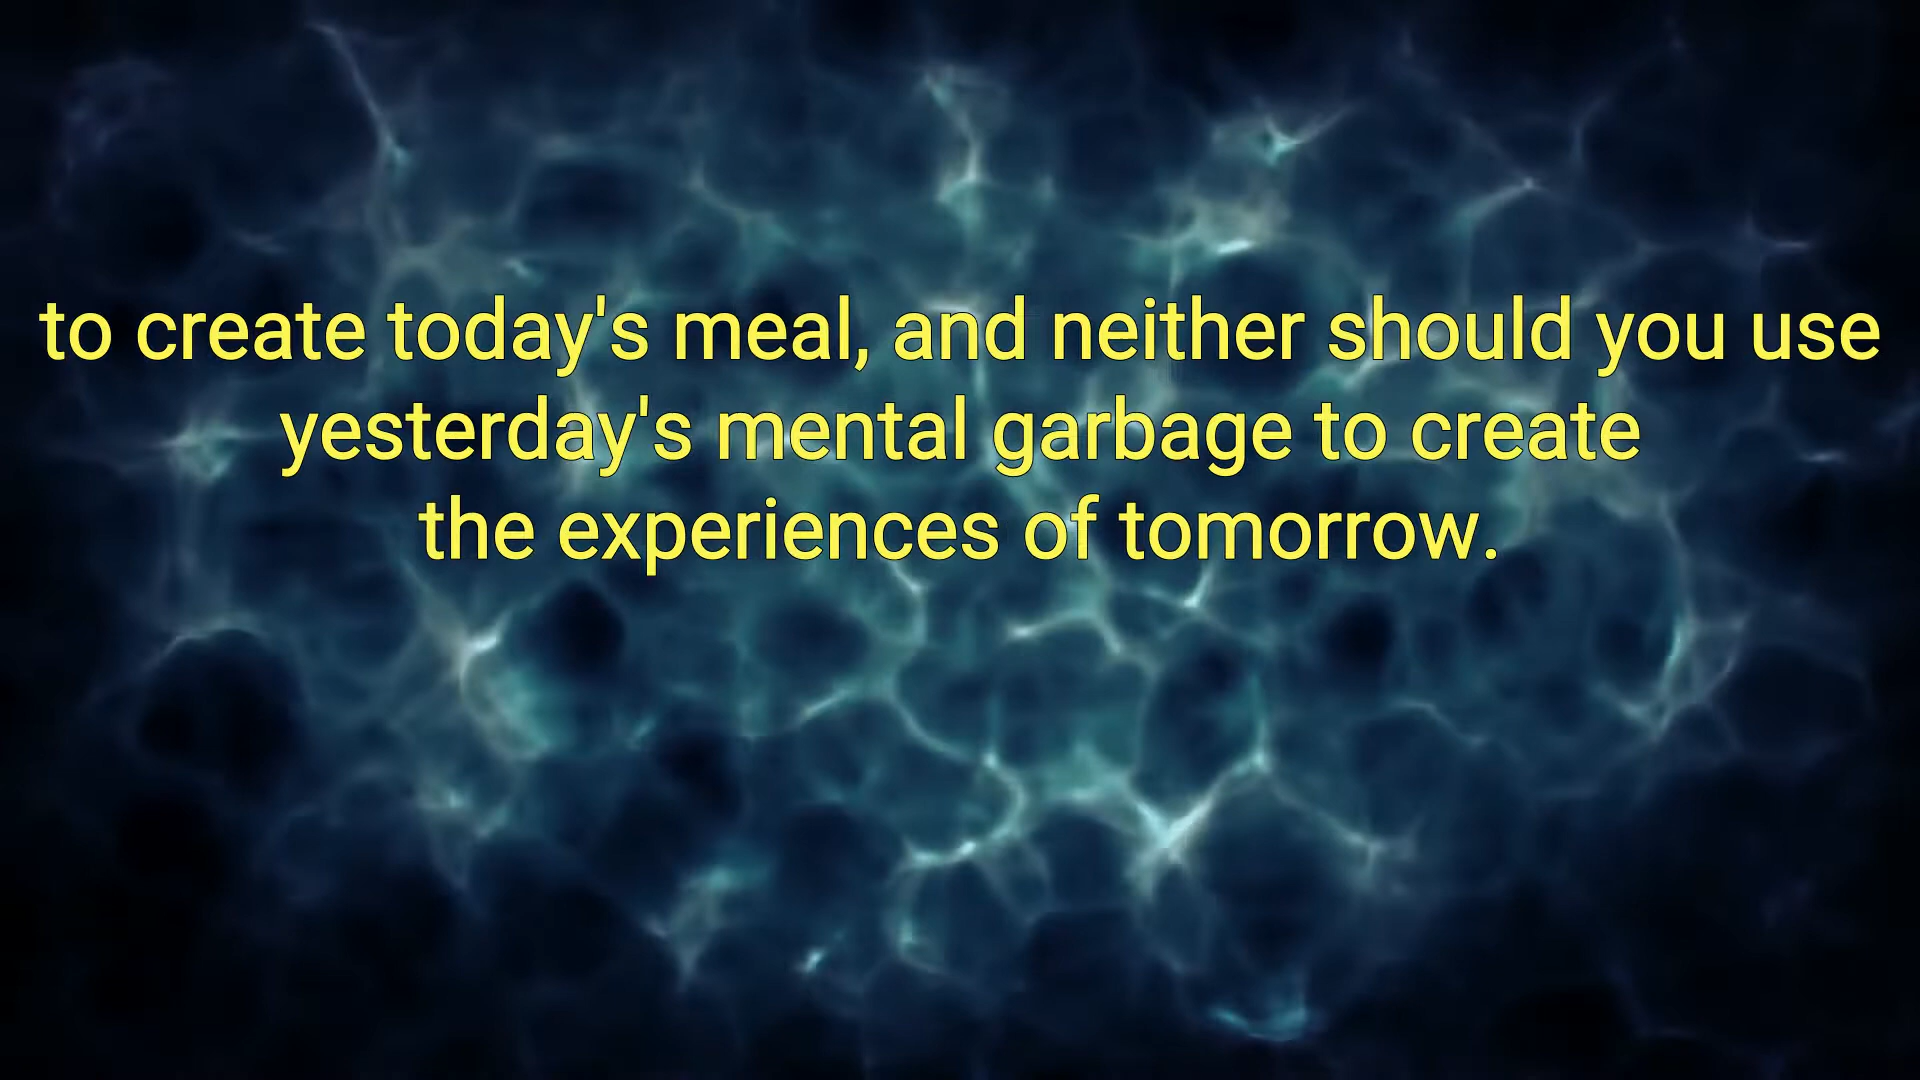 to create today's meal, and neither should you use
yesterday's mental garbage to create
the experiences of tomorrow.